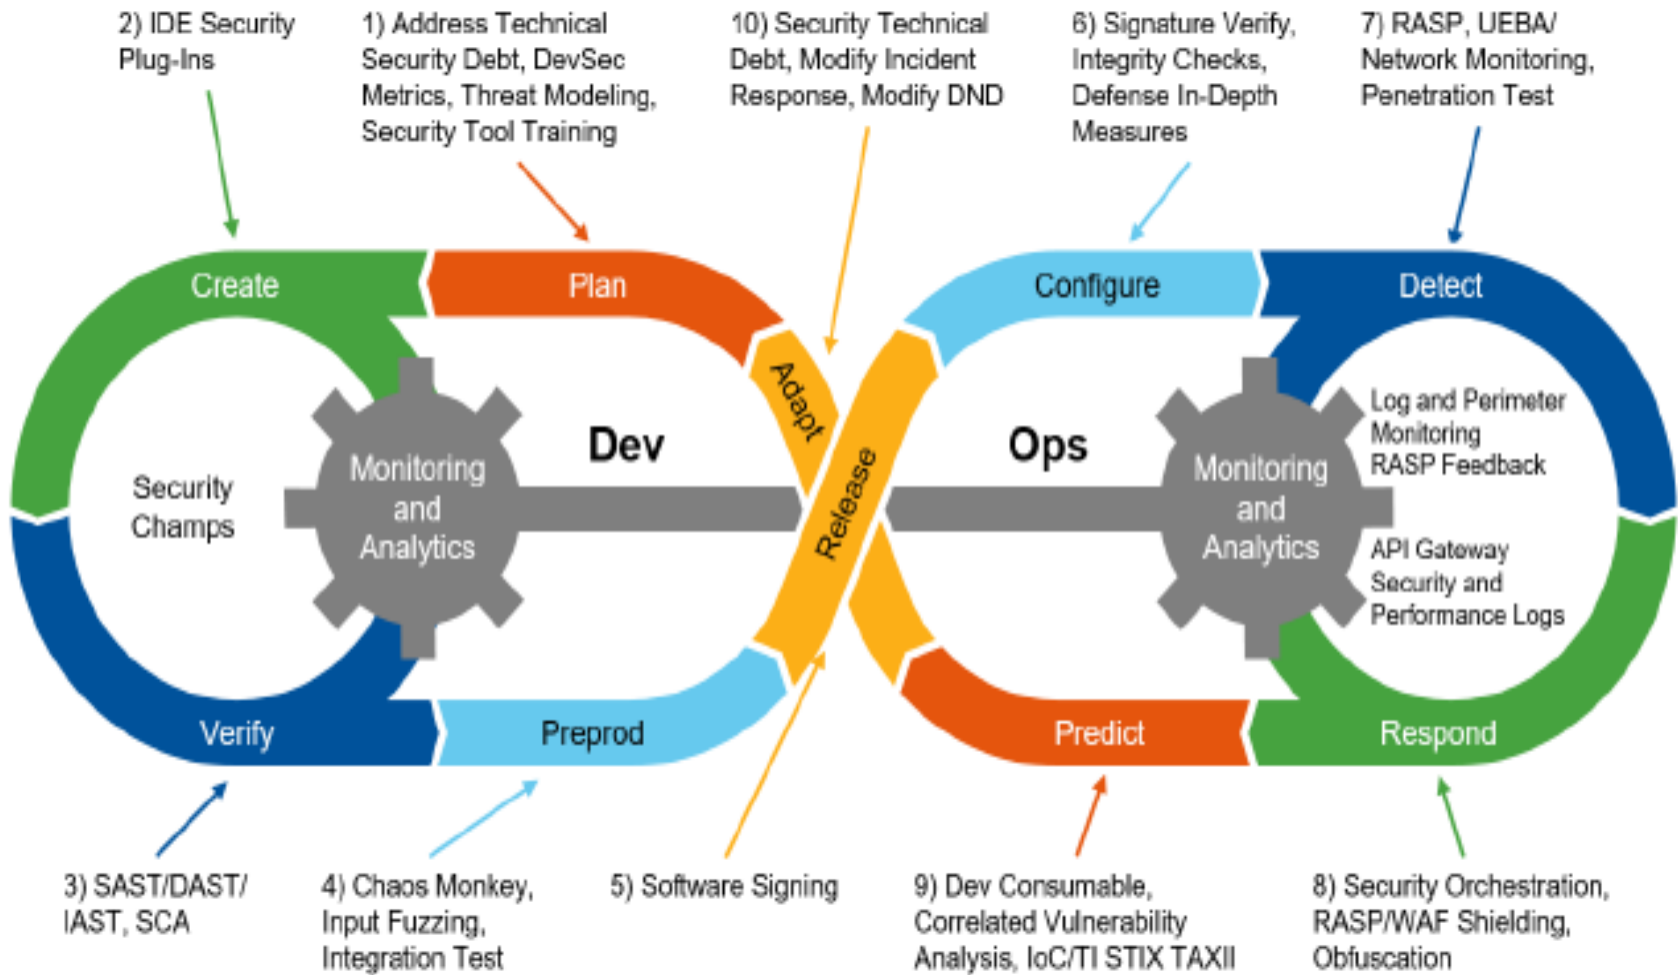 2) IDE Security
Plug-Ins
1) Address Technical
Security Debt, DevSec
Metrics, Threat Modeling,
Security Tool Training
10) Security Technical
Debt, Modify Incident
Response, Modify DND
6) Signature Verify,
Integrity Checks,
Defense In-Depth
Measures
7) RASP, UEBA/
Network Monitoring,
Penetration Test
Create
Plan
Adapt
Release
Configure
Detect
Dev
Ops
Security
Champs
Monitoring
and
Analytics
Monitoring
and
Analytics
Log and Perimeter
Monitoring
RASP Feedback
API Gateway
Security and
Performance Logs
Verify
Preprod
Predict
Respond
3) SAST/DAST/
IAST, SCA
4) Chaos Monkey,
Input Fuzzing,
Integration Test
5) Software Signing
9) Dev Consumable,
Correlated Vulnerability
Analysis, IoC/TI STIX TAXII
8) Security Orchestration,
RASP/WAF Shielding,
Obfuscation